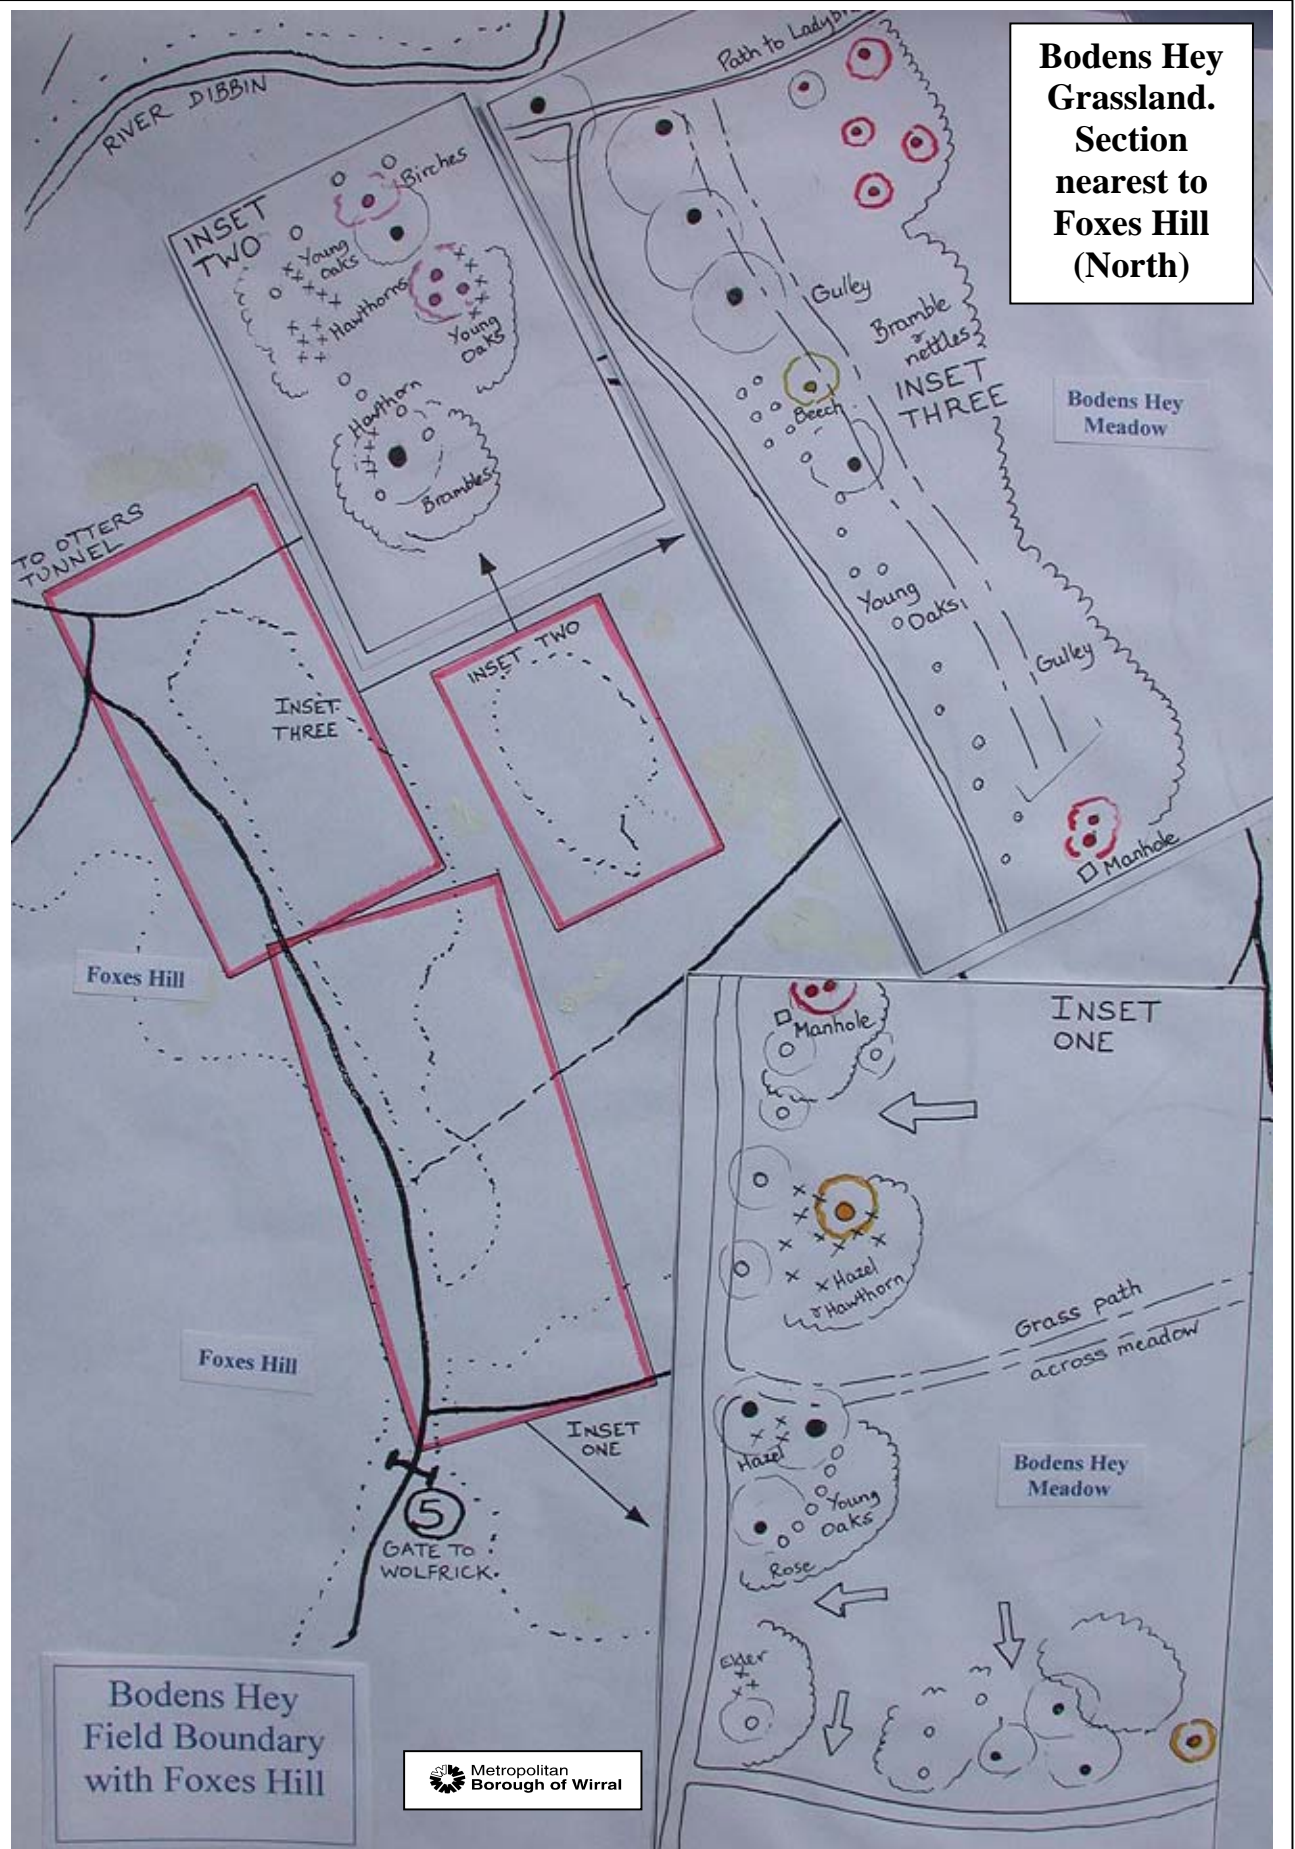 Bodens Hey
Grassland.
Section
nearest to
Foxes Hill
(North)
RIVER DIBBIN
Path to
INSET
TWO
Birches
Young
Oaks
Hawthorns
Young
Oaks
Hawthorn
Brambles
Gulley
Bramble
& nettles
INSET
THREE
Beech
Bodens Hey
Meadow
Young
Oaks
Gulley
Manhole
TO OTTERS
TUNNEL
INSET
THREE
INSET TWO
Foxes Hill
Foxes Hill
INSET
ONE
5
GATE TO
WOLFRICK.
INSET
ONE
Manhole
Hazel
& Hawthorn
Grass path
across meadow
Hazel
Young
Oaks
Rose
Bodens Hey
Meadow
Elder
Bodens Hey
Field Boundary
with Foxes Hill
Metropolitan
Borough of Wirral